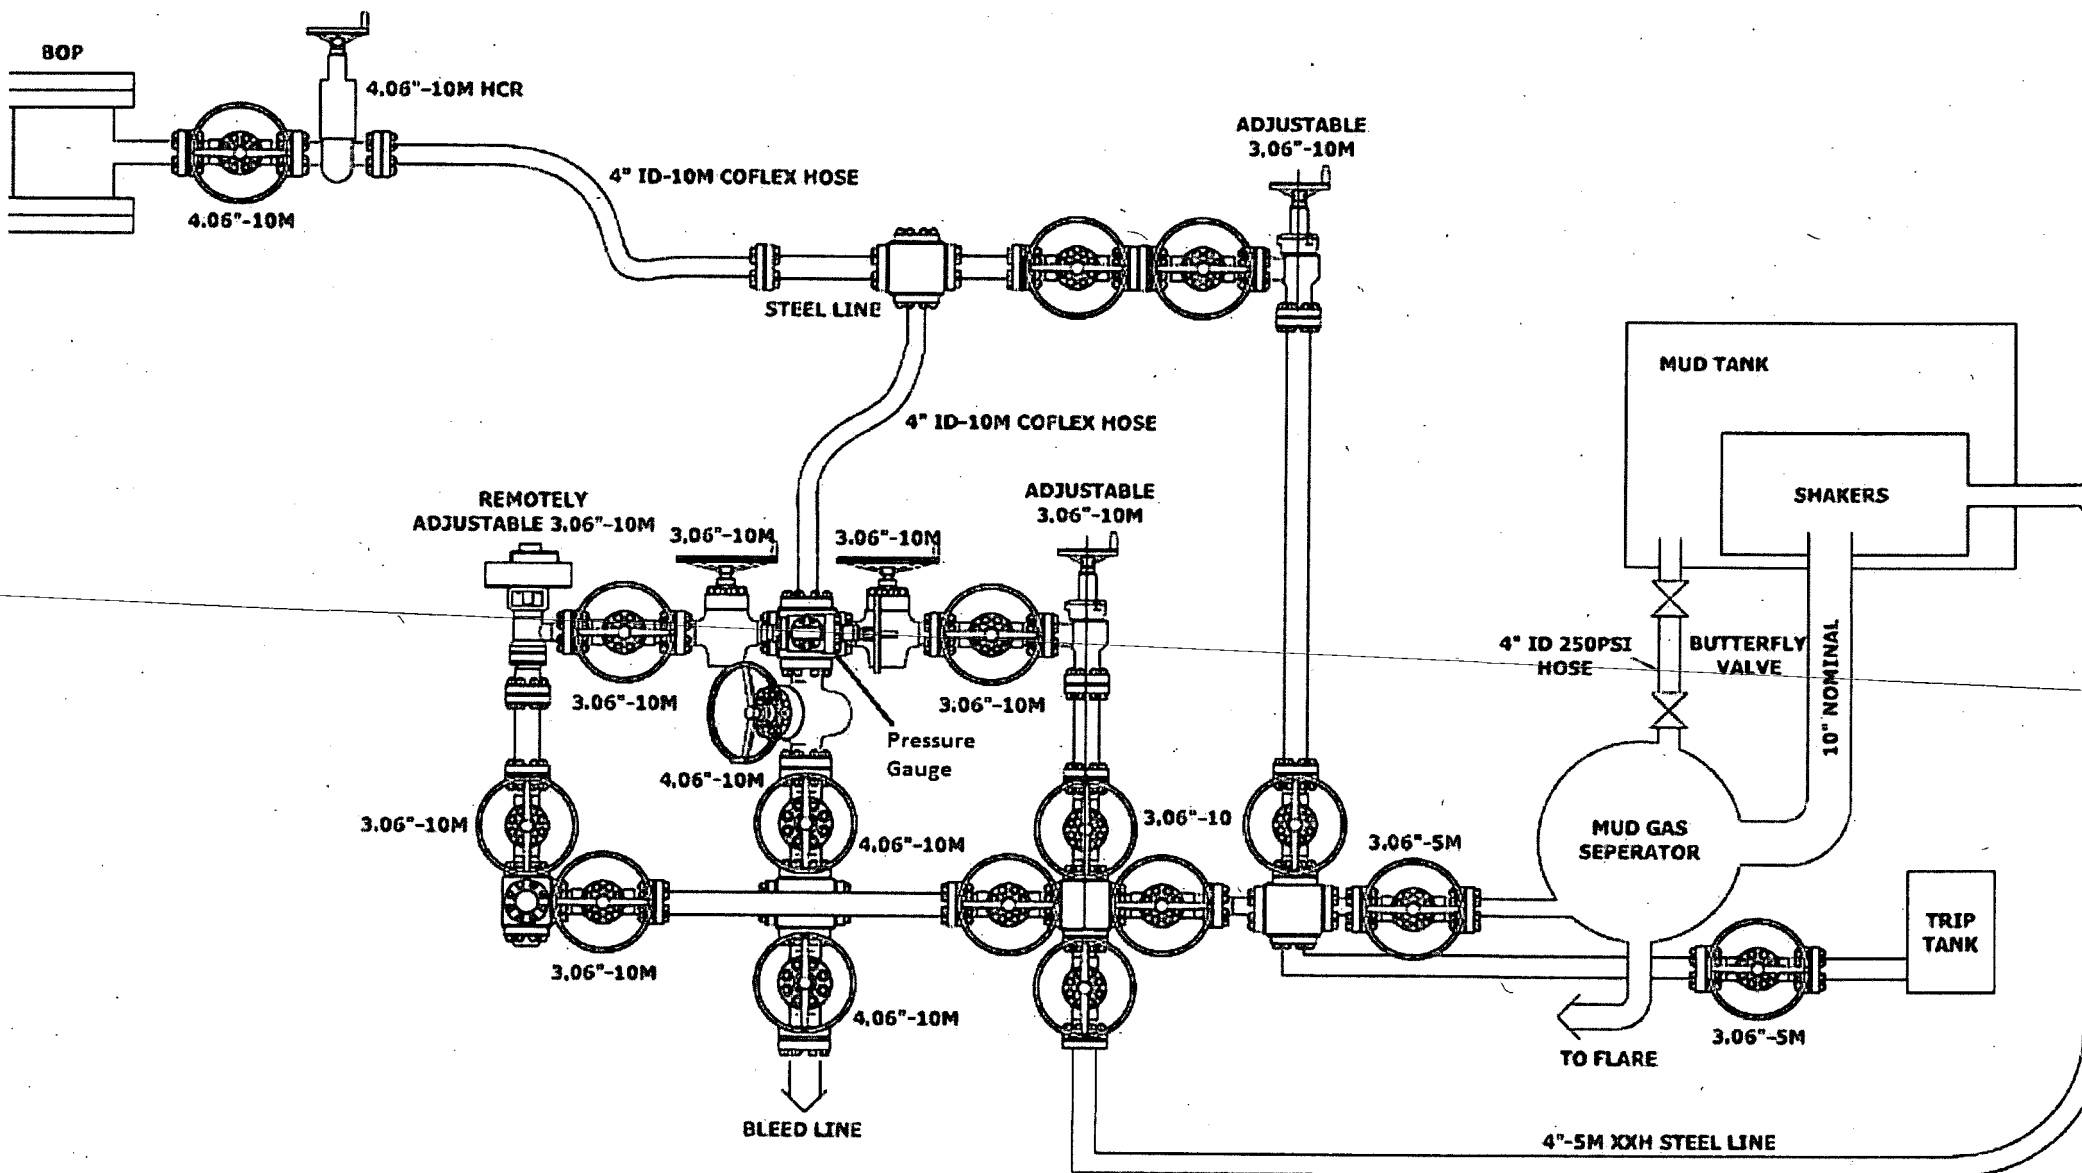 BOP
4.06"-10M HCR
4.06"-10M
4" ID-10M COFLEX HOSE
STEEL LINE
ADJUSTABLE
3.06"-10M
4" ID-10M COFLEX HOSE
MUD TANK
SHAKERS
REMOTELY
ADJUSTABLE 3.06"-10M
3.06"-10M
3.06"-10M
ADJUSTABLE
3.06"-10M
3.06"-10M
3.06"-10M
4" ID 250PSI
HOSE
BUTTERFLY
VALVE
10" NOMINAL
Pressure
Gauge
4.06"-10M
3.06"-10M
4.06"-10M
3.06"-10
3.06"-5M
MUD GAS
SEPERATOR
3.06"-10M
4.06"-10M
TRIP
TANK
3.06"-5M
TO FLARE
BLEED LINE
4"-5M XXH STEEL LINE